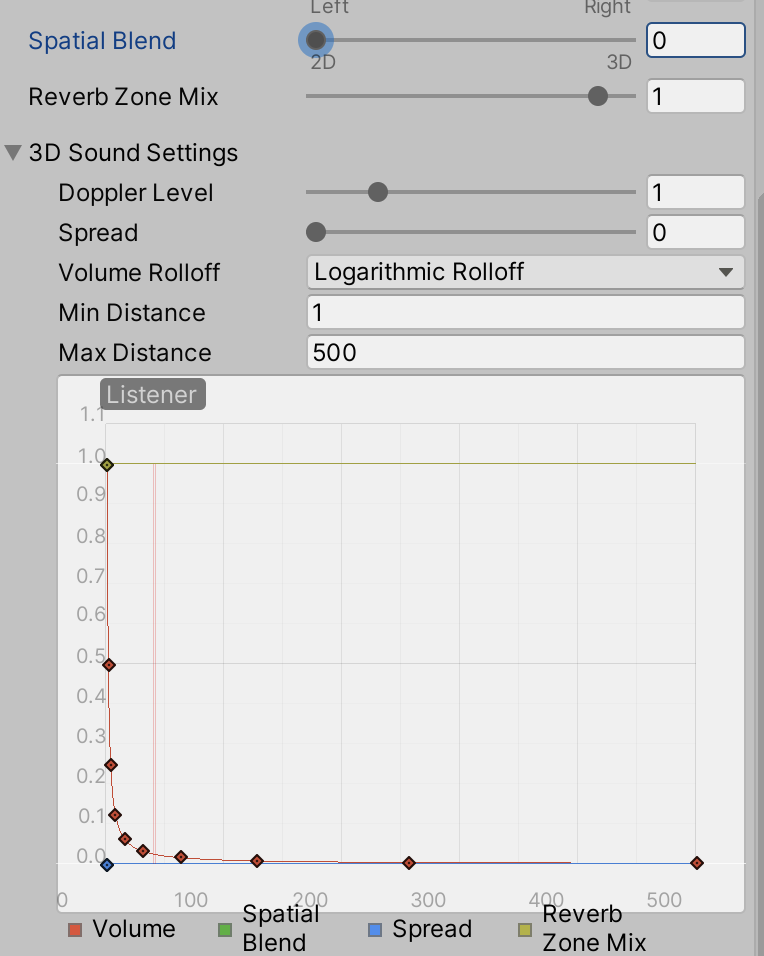 Left Right
Spatial Blend 0
2D 3D
Reverb Zone Mix 1
3D Sound Settings
Doppler Level 1
Spread 0
Volume Rolloff Logarithmic Rolloff
Min Distance 1
Max Distance 500
Listener
1.1
1.0
0.9
0.8
0.7
0.6
0.5
0.4
0.3
0.2
0.1
0.0
0 100 200 300 400 500
Volume Spatial Blend Spread Reverb Zone Mix